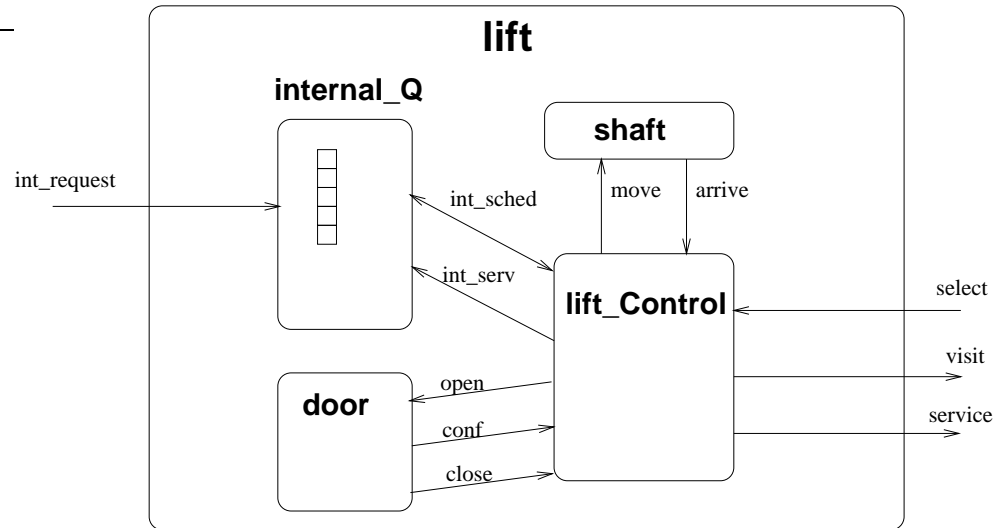 lift
internal_Q
shaft
int_request
int_sched
move
arrive
int_serv
lift_Control
select
visit
service
door
open
conf
close